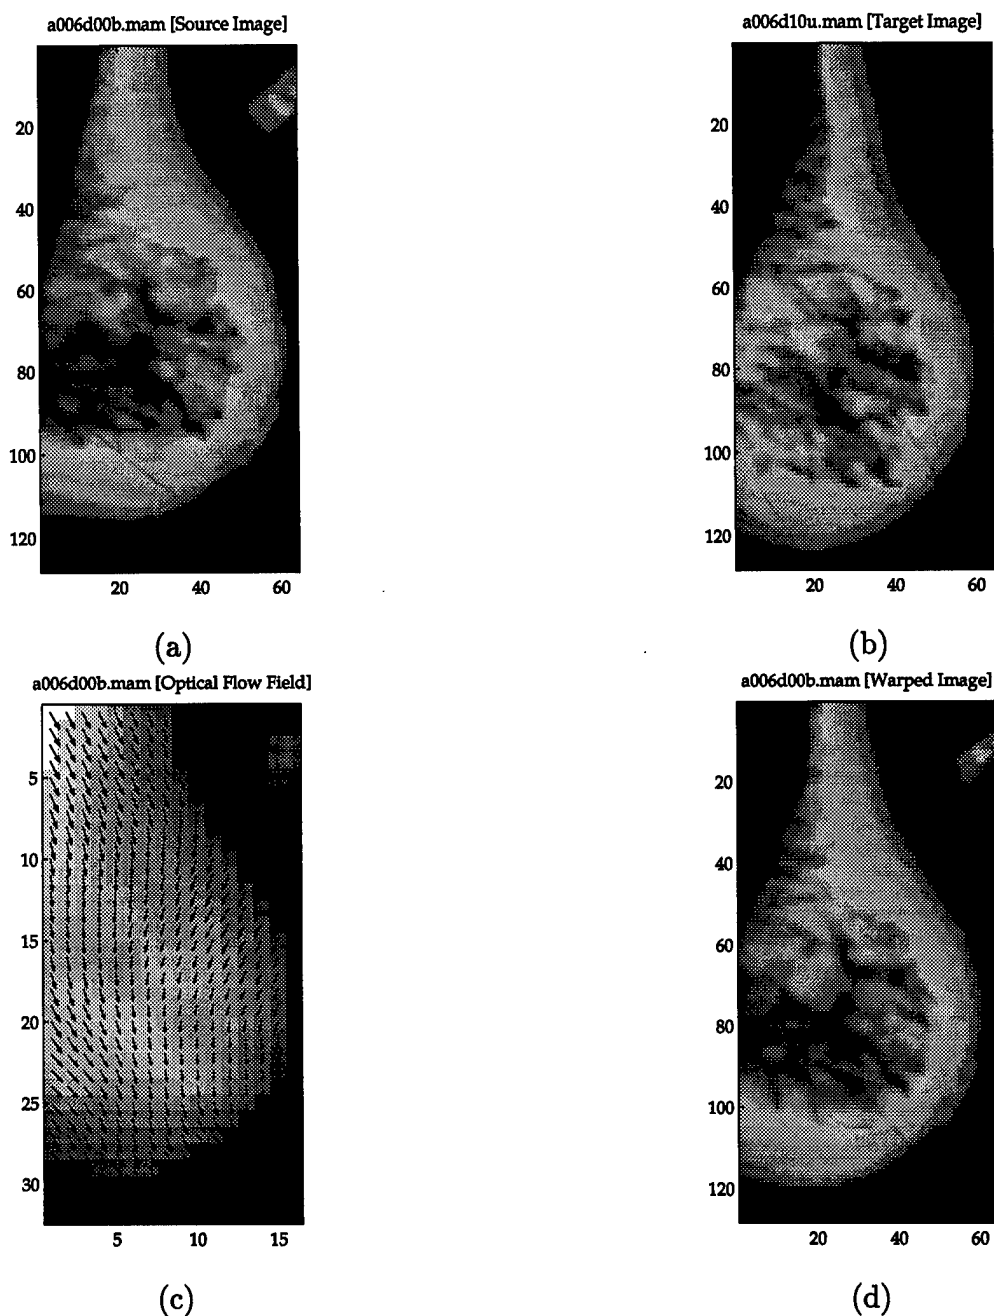 a006d00b.mam [Source Image]
20
40
60
80
100
120
20 40 60
(a)
a006d10u.mam [Target Image]
20
40
60
80
100
120
20 40 60
(b)
a006d00b.mam [Optical Flow Field]
5
10
15
20
25
30
5 10 15
(c)
a006d00b.mam [Warped Image]
20
40
60
80
100
120
20 40 60
(d)